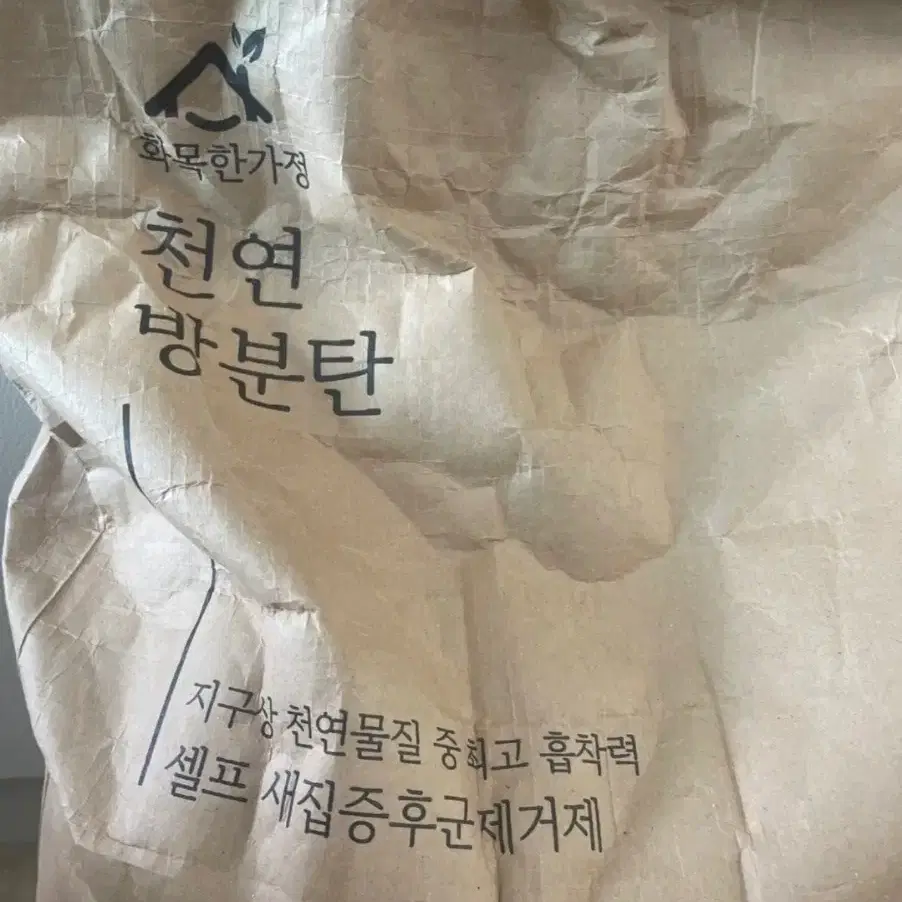 화목한가정
천연
방분탄
지구상 천연물질 중 최고 흡착력
셀프 새집증후군제거제